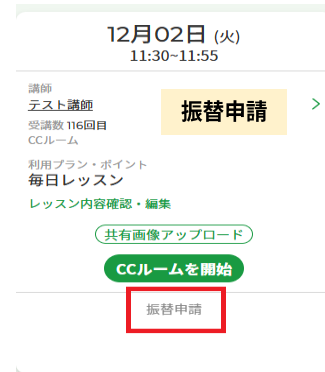 12月02日 (火)
11:30~11:55
講師
テスト講師
振替申請
受講数 116回目
CCルーム
利用プラン・ポイント
毎日レッスン
レッスン内容確認・編集
共有画像アップロード
CCルームを開始
振替申請